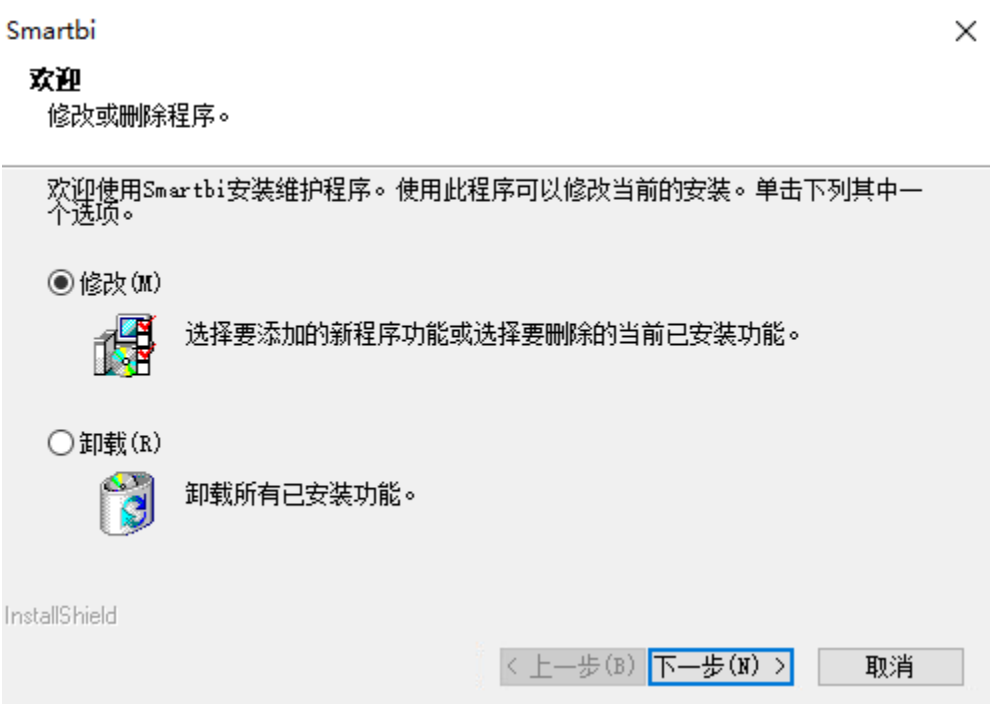 Smartbi
欢迎
修改或删除程序。
欢迎使用Smartbi安装维护程序。使用此程序可以修改当前的安装。单击下列其中一
个选项。
修改(M)
选择要添加的新程序功能或选择要删除的当前已安装功能。
卸载(R)
卸载所有已安装功能。
InstallShield
< 上一步(B) 下一步(N) > 取消